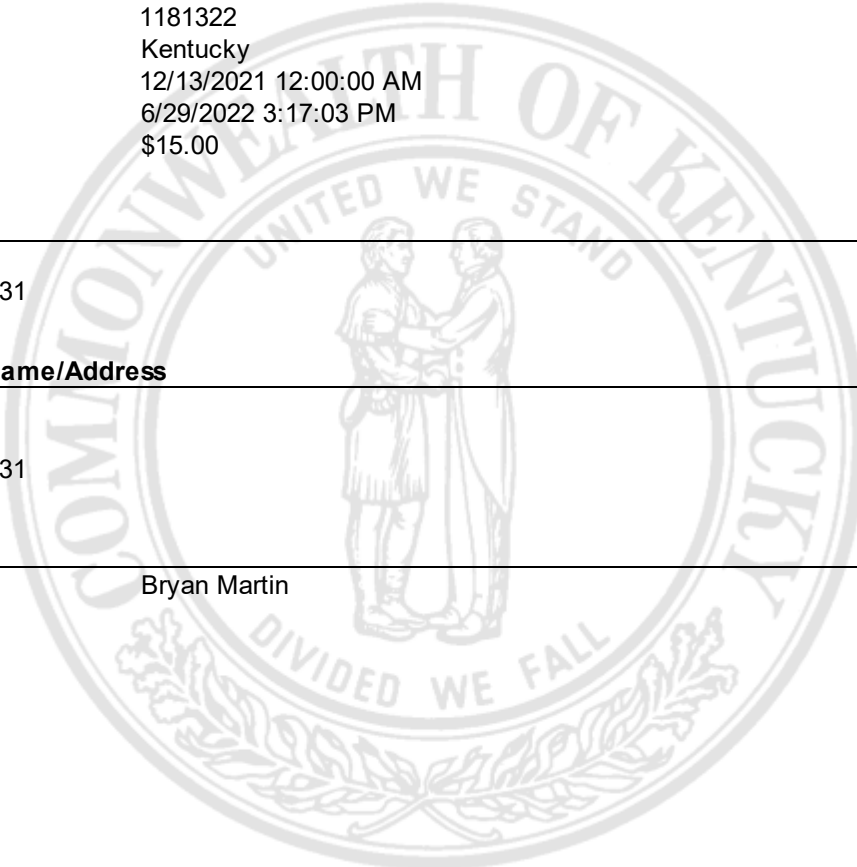 1181322
Kentucky
12/13/2021 12:00:00 AM
6/29/2022 3:17:03 PM
$15.00
COMMONWEALTH OF KENTUCKY
UNITED WE STAND
31
ame/Address
31
Bryan Martin
DIVIDED WE FALL